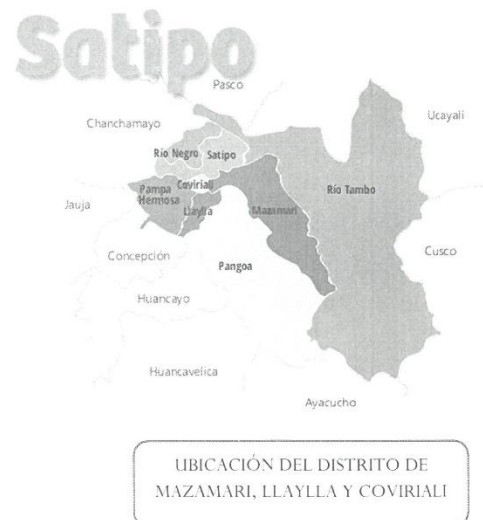 Satipo
Pasco
Chanchamayo
Ucayali
Río Negro
Satipo
Coviriali
Pampa
Hermosa
Río Tambo
Jauja
Llaylla
Mazamari
Concepción
Pangoa
Cusco
Huancayo
Huancavelica
Ayacucho
UBICACIÓN DEL DISTRITO DE
MAZAMARI, LLAYLLA Y COVIRIALI